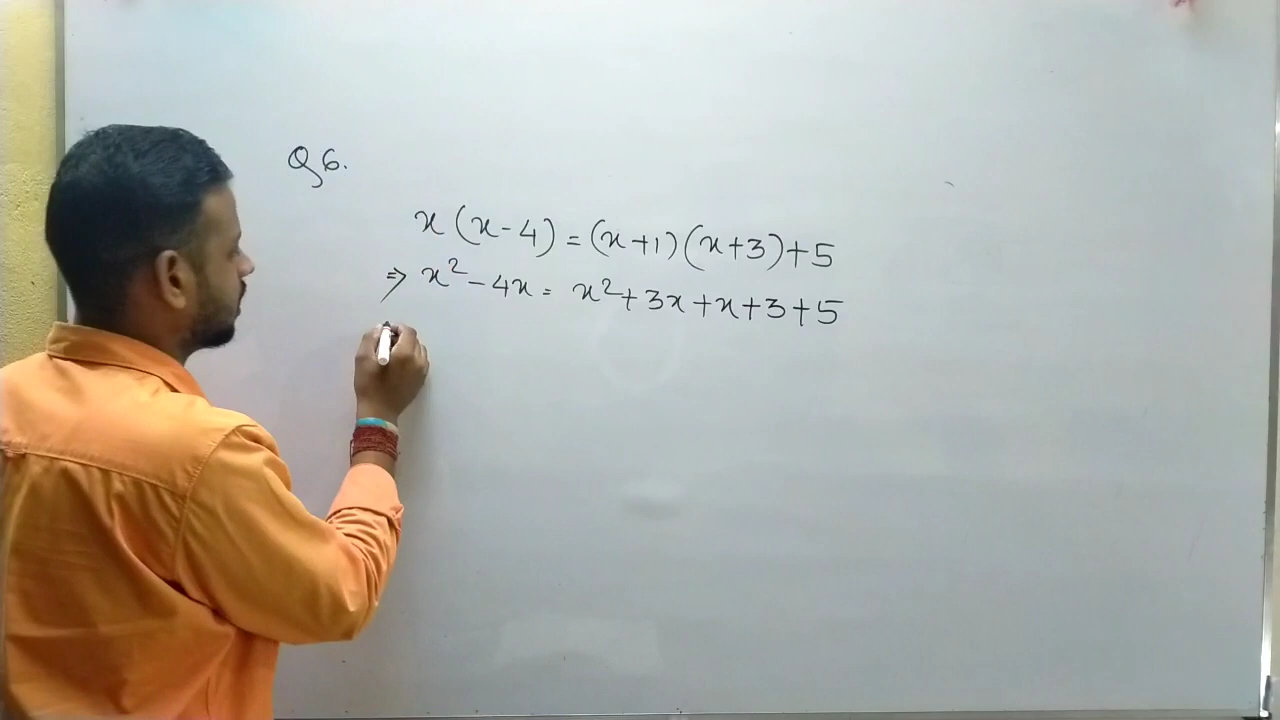 Q6.
x(x-4)=(x+1)(x+3)+5
⇒ x²-4x= x²+3x+x+3+5